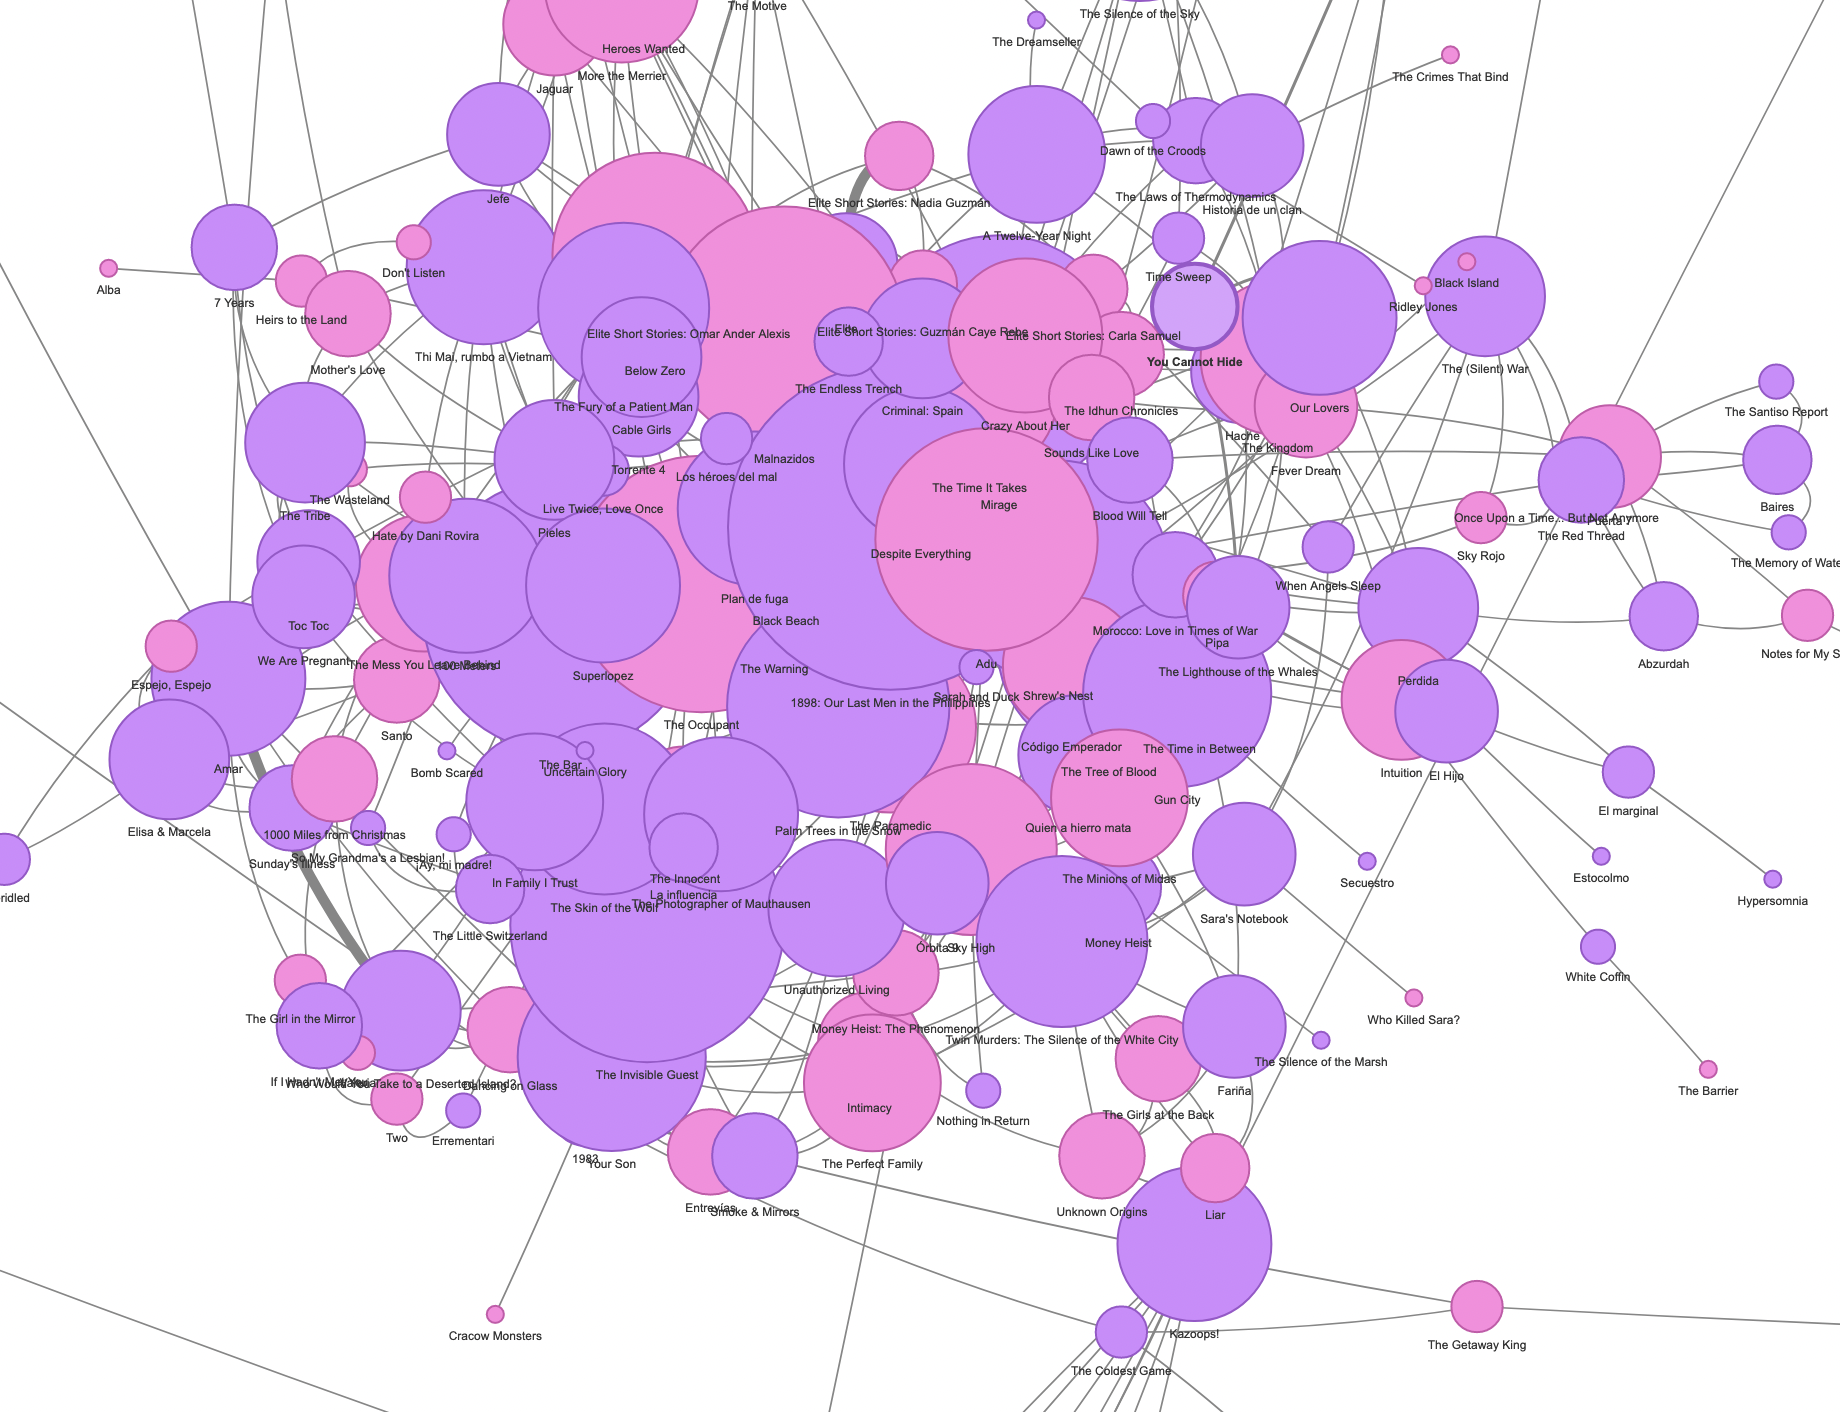 The Motive
The Silence of the Sky
The Dreamseller
Heroes Wanted
More the Merrier
The Crimes That Bind
Jaguar
Dawn of the Croods
Jefe
The Laws of Thermodynamics
Elite Short Stories: Nadia Guzmán
Historia de un clan
A Twelve-Year Night
Don't Listen
Time Sweep
Alba
7 Years
Black Island
Heirs to the Land
Ridley Jones
Elite
Elite Short Stories: Omar Ander Alexis
Elite Short Stories: Guzmán Caye Rebe
Elite Short Stories: Carla Samuel
Thi Mai, rumbo a Vietnam
You Cannot Hide
Mother's Love
Below Zero
The (Silent) War
The Endless Trench
The Fury of a Patient Man
Criminal: Spain
The Idhun Chronicles
Our Lovers
The Santiso Report
Cable Girls
Crazy About Her
Hache
The Kingdom
Sounds Like Love
Malnazidos
Torrente 4
Los héroes del mal
Fever Dream
The Time It Takes
The Wasteland
Mirage
Live Twice, Love Once
Baires
The Tribe
Blood Will Tell
Once Upon a Time... But Not Anymore
Puerta 7
Hate by Dani Rovira
Pieles
The Red Thread
Despite Everything
Sky Rojo
The Memory of Wate
When Angels Sleep
Plan de fuga
Black Beach
Toc Toc
Morocco: Love in Times of War
Pipa
We Are Pregnant
The Mess You Leave Behind
100 Meters
Adu
Abzurdah
Notes for My S
The Warning
Superlopez
The Lighthouse of the Whales
Perdida
Espejo, Espejo
Sarah and Duck
Shrew's Nest
1898: Our Last Men in the Philippines
The Occupant
Santo
Código Emperador
The Time in Between
The Bar
Uncertain Glory
Bomb Scared
Amar
The Tree of Blood
Intuition
El Hijo
Gun City
El marginal
Elisa & Marcela
1000 Miles from Christmas
Palm Trees in the Snow
The Paramedic
Quien a hierro mata
So My Grandma's a Lesbian!
Sunday's Illness
¡Ay, mi madre!
The Innocent
The Minions of Midas
Secuestro
Estocolmo
In Family I Trust
La influencia
ridled
Hypersomnia
The Skin of the Wolf
The Photographer of Mauthausen
Sara's Notebook
The Little Switzerland
Money Heist
Órbita 9
Sky High
White Coffin
Unauthorized Living
The Girl in the Mirror
Who Killed Sara?
Money Heist: The Phenomenon
Twin Murders: The Silence of the White City
The Silence of the Marsh
The Invisible Guest
If I Hadn't Met You
Who Would You Take to a Deserted Island?
Dancing on Glass
Fariña
The Barrier
Intimacy
The Girls at the Back
Nothing in Return
Two
Errementari
1983
Your Son
The Perfect Family
Entrevías
Smoke & Mirrors
Unknown Origins
Liar
Cracow Monsters
Kazoops!
The Getaway King
The Coldest Game